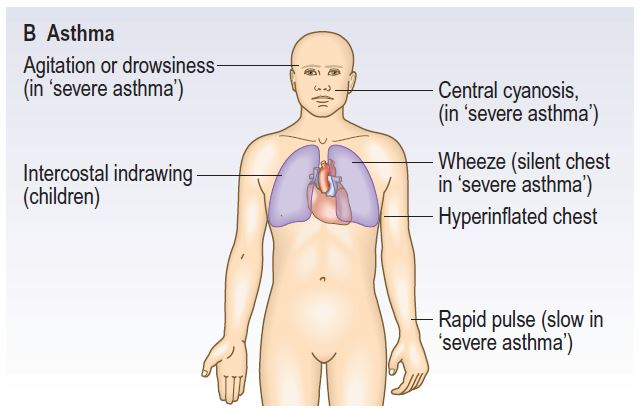 B Asthma
Agitation or drowsiness
(in ‘severe asthma’)
Intercostal indrawing
(children)
Central cyanosis,
(in ‘severe asthma’)
Wheeze (silent chest
in ‘severe asthma’)
Hyperinflated chest
Rapid pulse (slow in
‘severe asthma’)